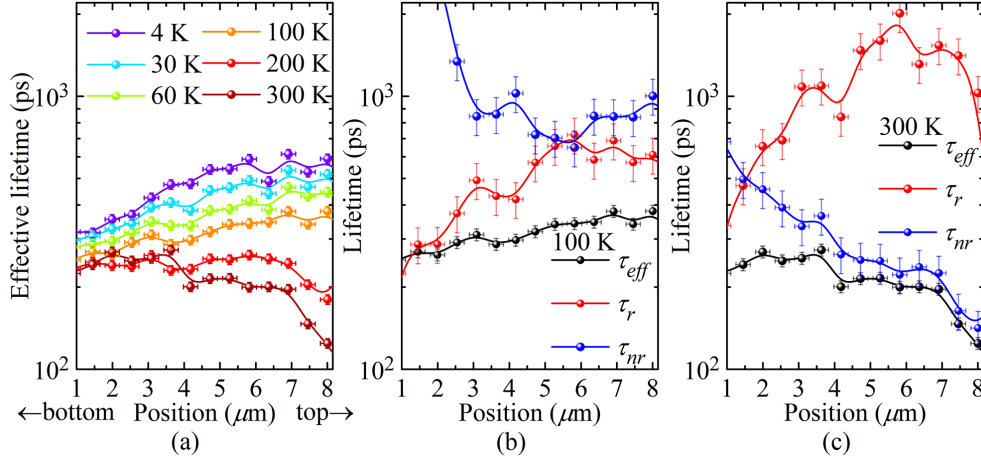 Effective lifetime (ps)
10³
10²
4 K
30 K
60 K
100 K
200 K
300 K
1 2 3 4 5 6 7 8
←bottom Position (μm) top→
(a)
Lifetime (ps)
10³
10²
100 K
τeff
τr
τnr
1 2 3 4 5 6 7 8
Position (μm)
(b)
Lifetime (ps)
10³
10²
300 K
τeff
τr
τnr
1 2 3 4 5 6 7 8
Position (μm)
(c)